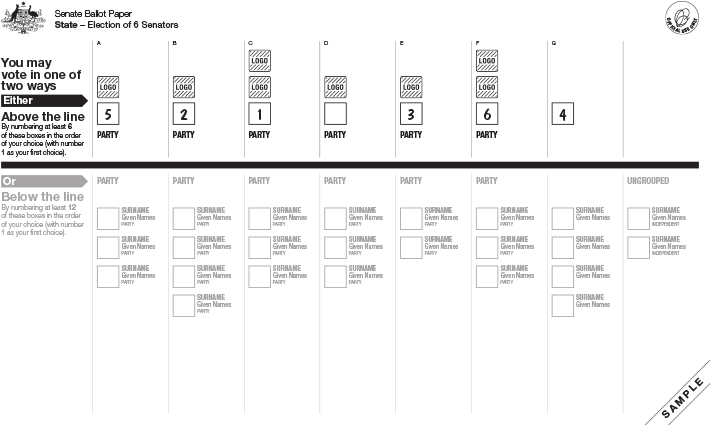 Senate Ballot Paper
State – Election of 6 Senators
You may
vote in one of
two ways
Either
Above the line
By numbering at least 6
of these boxes in the order
of your choice (with number
1 as your first choice).
A B C D E F G
LOGO LOGO
LOGO LOGO LOGO LOGO LOGO LOGO
5 2 1 3 6 4
PARTY PARTY PARTY PARTY PARTY PARTY
Or
Below the line
By numbering at least 12
of these boxes in the order
of your choice (with number
1 as your first choice).
PARTY PARTY PARTY PARTY PARTY PARTY UNGROUPED
SURNAME SURNAME SURNAME SURNAME SURNAME SURNAME SURNAME SURNAME
Given Names Given Names Given Names Given Names Given Names Given Names Given Names Given Names
PARTY PARTY PARTY PARTY PARTY PARTY INDEPENDENT
SURNAME SURNAME SURNAME SURNAME SURNAME SURNAME SURNAME SURNAME
Given Names Given Names Given Names Given Names Given Names Given Names Given Names Given Names
PARTY PARTY PARTY PARTY PARTY PARTY INDEPENDENT
SURNAME SURNAME SURNAME SURNAME SURNAME SURNAME
Given Names Given Names Given Names Given Names Given Names Given Names
PARTY PARTY PARTY PARTY PARTY
SURNAME SURNAME
Given Names Given Names
PARTY
SAMPLE